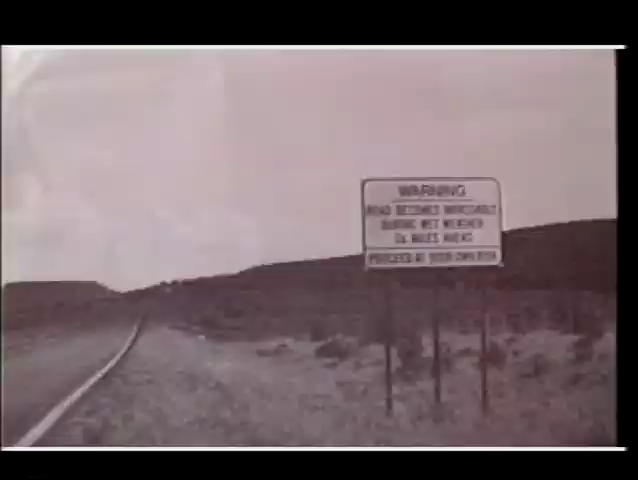 WARNING
ROAD BECOMES IMPASSABLE
DURING WET WEATHER
MILES AHEAD
PROCEED AT YOUR OWN RISK